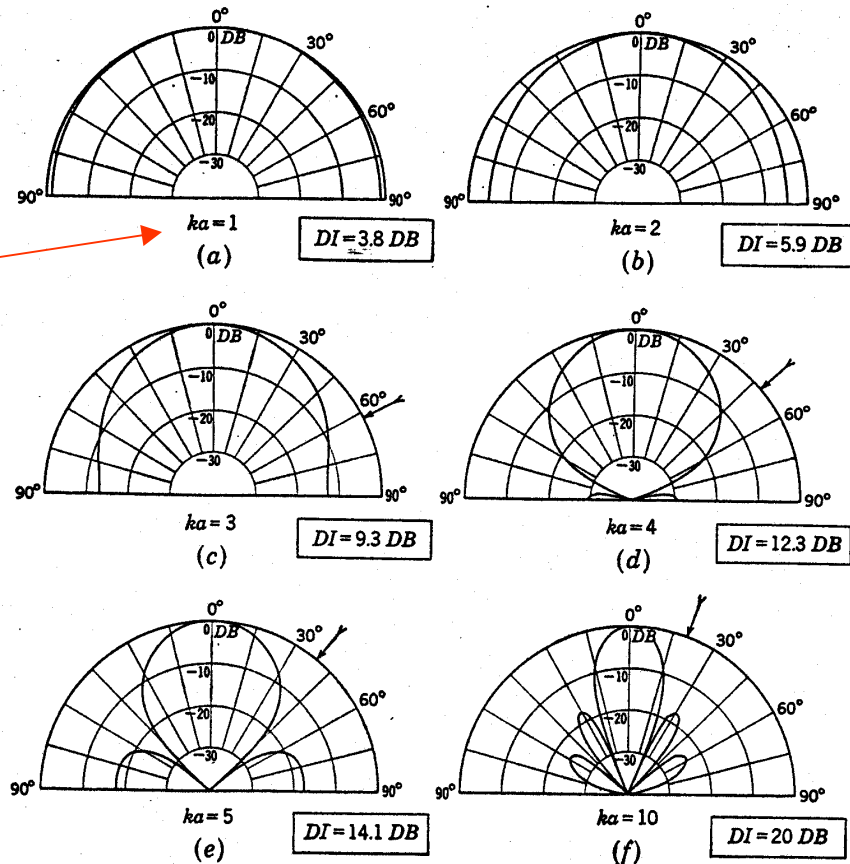 0°
0 DB
30°
-10
60°
-20
-30
90°
90°
ka=1
DI=3.8 DB
(a)
0°
0 DB
30°
-10
60°
-20
-30
90°
90°
ka=2
DI=5.9 DB
(b)
0°
0 DB
30°
-10
60°
-20
-30
90°
90°
ka=3
DI=9.3 DB
(c)
0°
0 DB
30°
-10
60°
-20
-30
90°
90°
ka=4
DI=12.3 DB
(d)
0°
0 DB
30°
-10
60°
-20
-30
90°
90°
ka=5
DI=14.1 DB
(e)
0°
0 DB
30°
-10
60°
-20
-30
90°
90°
ka=10
DI=20 DB
(f)